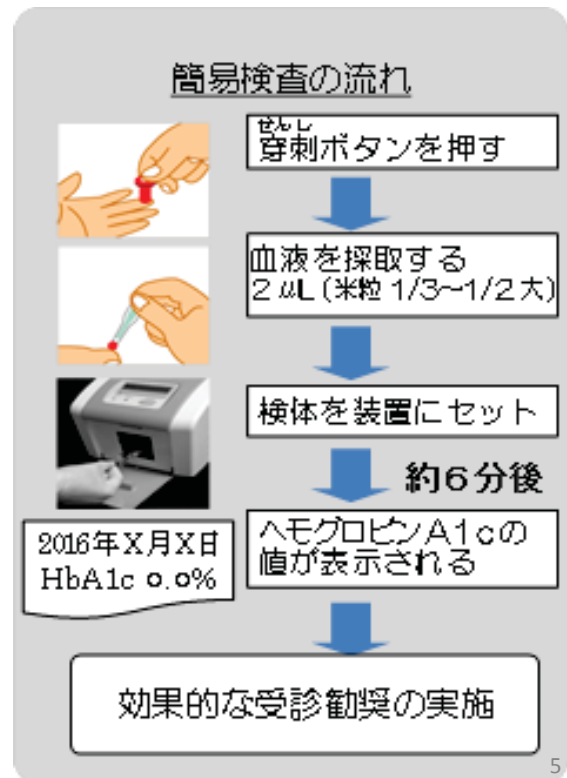 簡易検査の流れ
せんし
穿刺ボタンを押す
血液を採取する
2μL(米粒1/3~1/2大)
検体を装置にセット
約6分後
ヘモグロビンA1cの
値が表示される
2016年X月X日
HbA1c o.o%
効果的な受診勧奨の実施
5